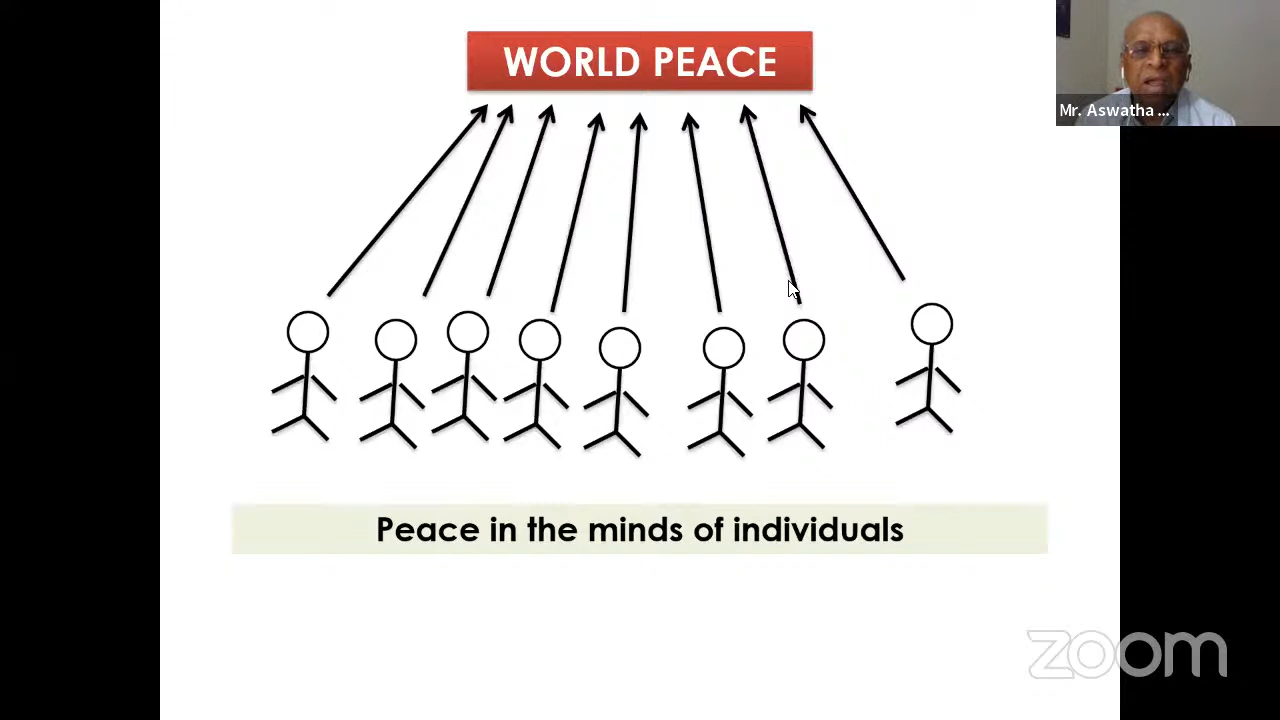 WORLD PEACE
Mr. Aswatha ...
Peace in the minds of individuals
zoom